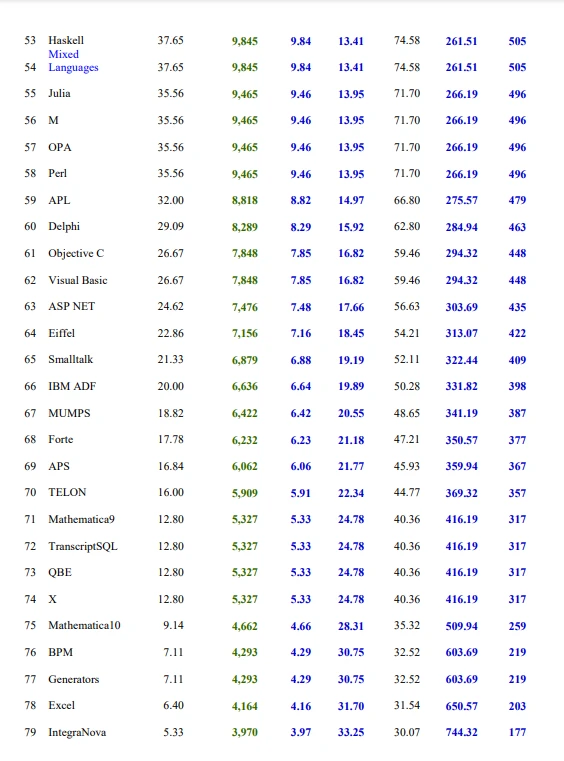 53 Haskell 37.65 9,845 9.84 13.41 74.58 261.51 505
Mixed
54 Languages 37.65 9,845 9.84 13.41 74.58 261.51 505
55 Julia 35.56 9,465 9.46 13.95 71.70 266.19 496
56 M 35.56 9,465 9.46 13.95 71.70 266.19 496
57 OPA 35.56 9,465 9.46 13.95 71.70 266.19 496
58 Perl 35.56 9,465 9.46 13.95 71.70 266.19 496
59 APL 32.00 8,818 8.82 14.97 66.80 275.57 479
60 Delphi 29.09 8,289 8.29 15.92 62.80 284.94 463
61 Objective C 26.67 7,848 7.85 16.82 59.46 294.32 448
62 Visual Basic 26.67 7,848 7.85 16.82 59.46 294.32 448
63 ASP NET 24.62 7,476 7.48 17.66 56.63 303.69 435
64 Eiffel 22.86 7,156 7.16 18.45 54.21 313.07 422
65 Smalltalk 21.33 6,879 6.88 19.19 52.11 322.44 409
66 IBM ADF 20.00 6,636 6.64 19.89 50.28 331.82 398
67 MUMPS 18.82 6,422 6.42 20.55 48.65 341.19 387
68 Forte 17.78 6,232 6.23 21.18 47.21 350.57 377
69 APS 16.84 6,062 6.06 21.77 45.93 359.94 367
70 TELON 16.00 5,909 5.91 22.34 44.77 369.32 357
71 Mathematica9 12.80 5,327 5.33 24.78 40.36 416.19 317
72 TranscriptSQL 12.80 5,327 5.33 24.78 40.36 416.19 317
73 QBE 12.80 5,327 5.33 24.78 40.36 416.19 317
74 X 12.80 5,327 5.33 24.78 40.36 416.19 317
75 Mathematica10 9.14 4,662 4.66 28.31 35.32 509.94 259
76 BPM 7.11 4,293 4.29 30.75 32.52 603.69 219
77 Generators 7.11 4,293 4.29 30.75 32.52 603.69 219
78 Excel 6.40 4,164 4.16 31.70 31.54 650.57 203
79 IntegraNova 5.33 3,970 3.97 33.25 30.07 744.32 177